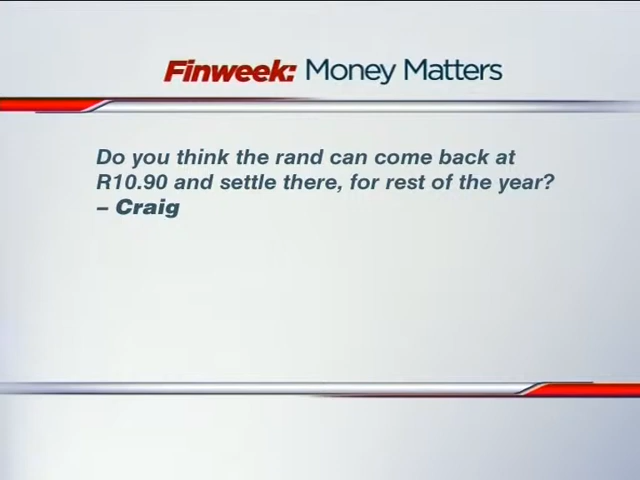 Finweek: Money Matters
Do you think the rand can come back at
R10.90 and settle there, for rest of the year?
– Craig